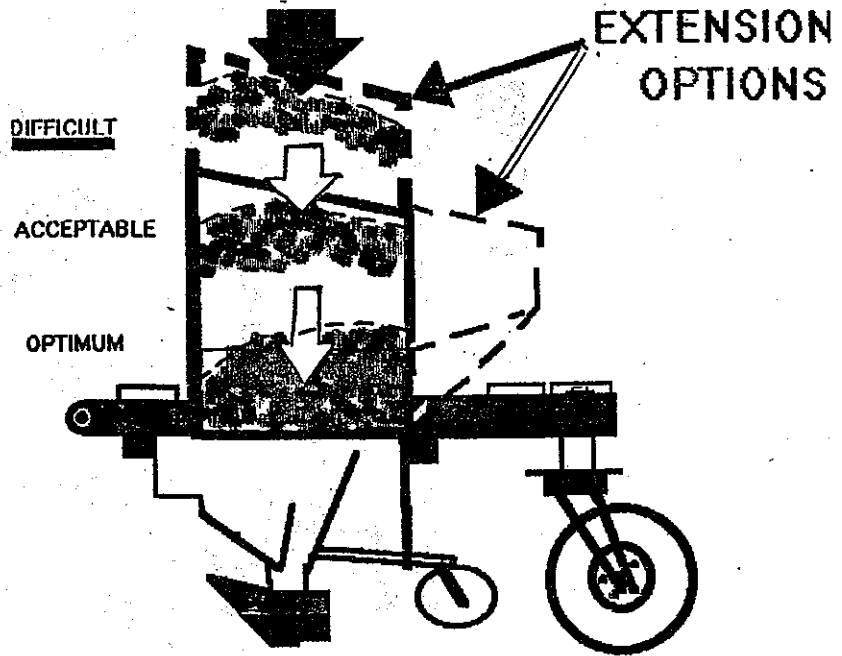 EXTENSION
OPTIONS
DIFFICULT
ACCEPTABLE
OPTIMUM